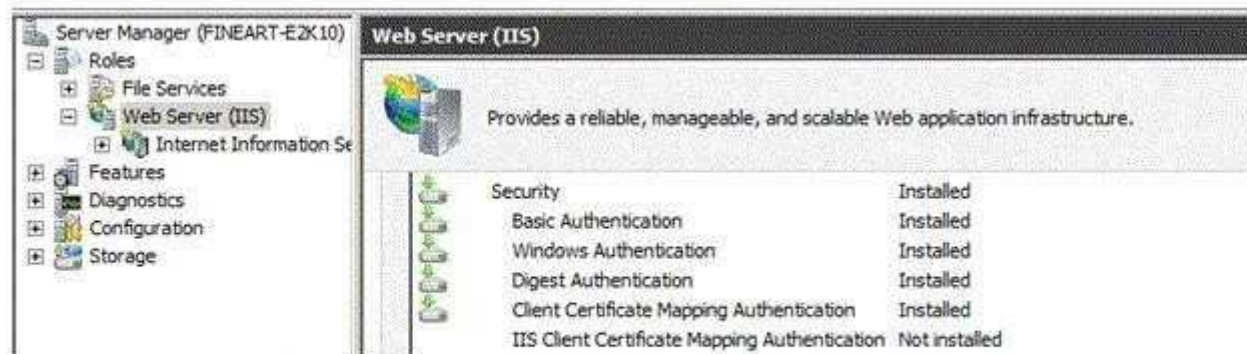 Server Manager (FINEART-E2K10)
Roles
File Services
Web Server (IIS)
Internet Information Se
Features
Diagnostics
Configuration
Storage
Web Server (IIS)
Provides a reliable, manageable, and scalable Web application infrastructure.
Security Installed
Basic Authentication Installed
Windows Authentication Installed
Digest Authentication Installed
Client Certificate Mapping Authentication Installed
IIS Client Certificate Mapping Authentication Not installed